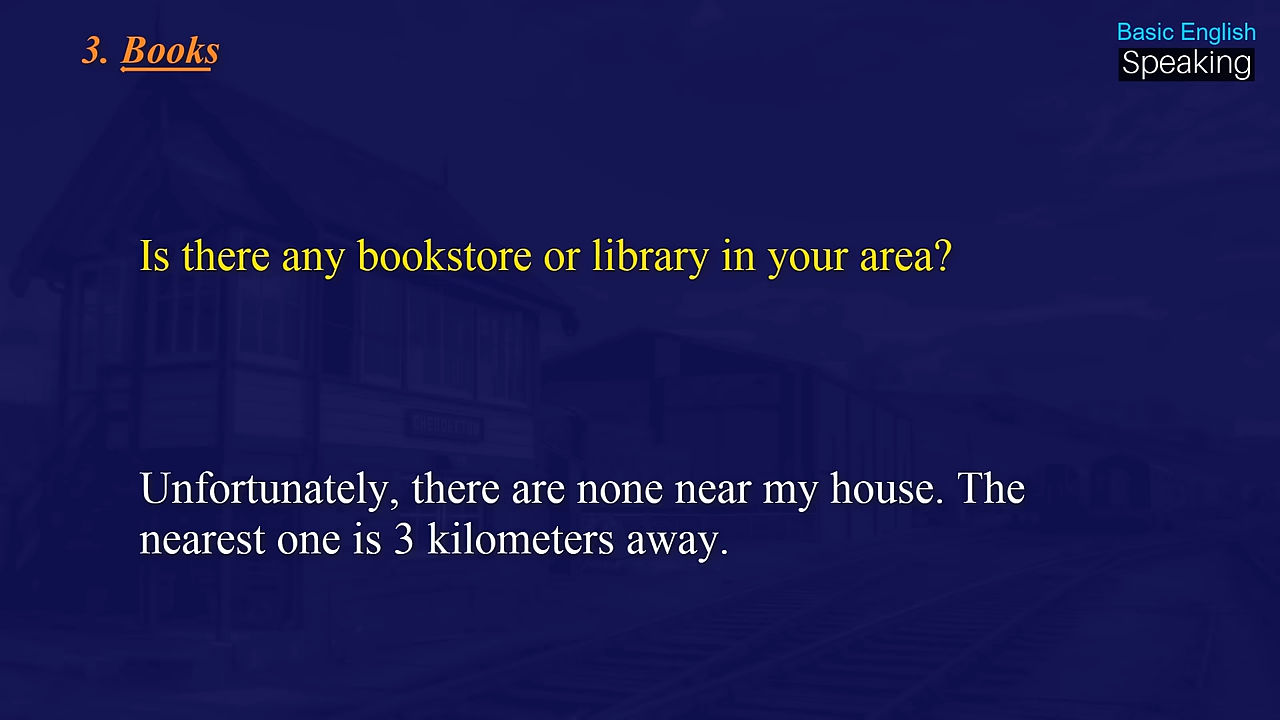 3. Books
Basic English
Speaking
Is there any bookstore or library in your area?
Unfortunately, there are none near my house. The
nearest one is 3 kilometers away.